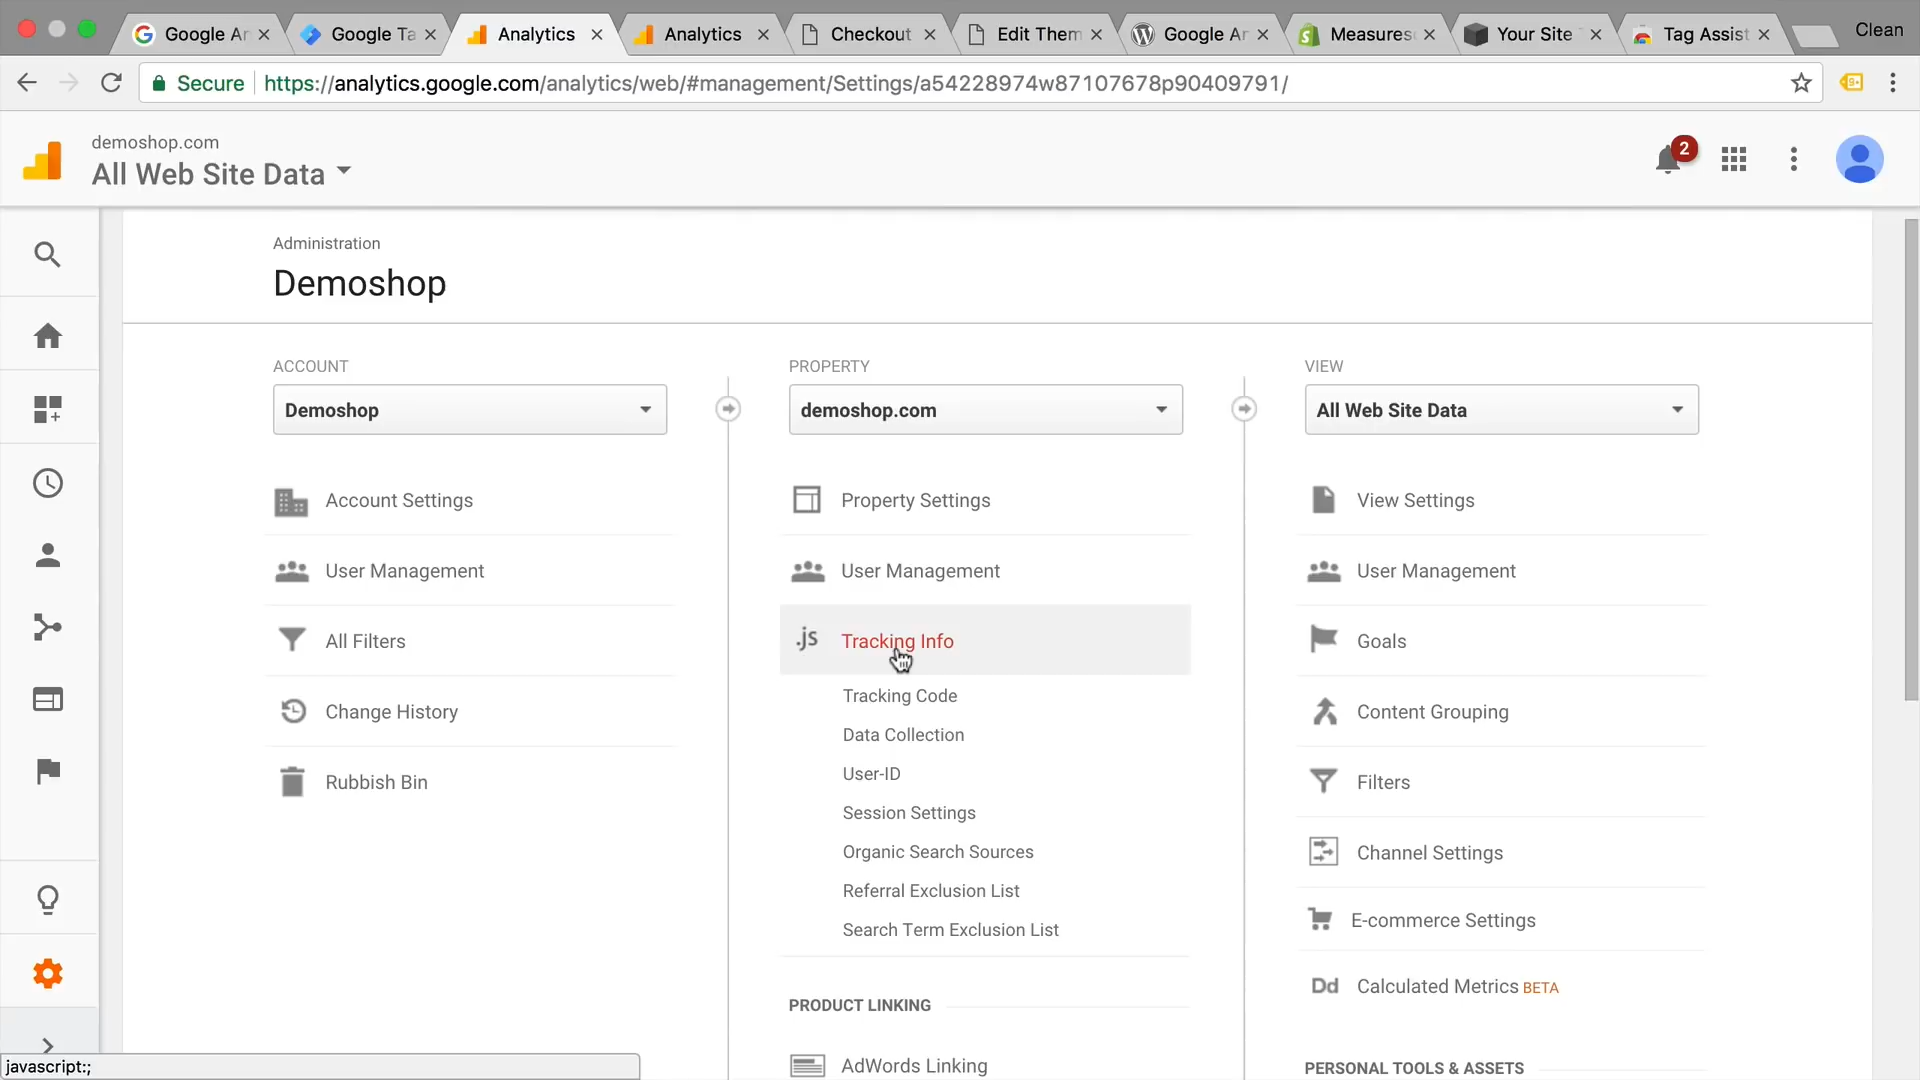 Google Ar
Google Ta
Analytics
Analytics
Checkout
Edit Them
Google Ar
Measures
Your Site T
Tag Assist
Clean
Secure
https://analytics.google.com/analytics/web/#management/Settings/a54228974w87107678p90409791/
9+
demoshop.com
All Web Site Data
2
Administration
Demoshop
ACCOUNT
Demoshop
Account Settings
User Management
All Filters
Change History
Rubbish Bin
PROPERTY
demoshop.com
Property Settings
User Management
.js Tracking Info
Tracking Code
Data Collection
User-ID
Session Settings
Organic Search Sources
Referral Exclusion List
Search Term Exclusion List
PRODUCT LINKING
AdWords Linking
VIEW
All Web Site Data
View Settings
User Management
Goals
Content Grouping
Filters
Channel Settings
E-commerce Settings
Dd Calculated Metrics BETA
PERSONAL TOOLS & ASSETS
javascript:;